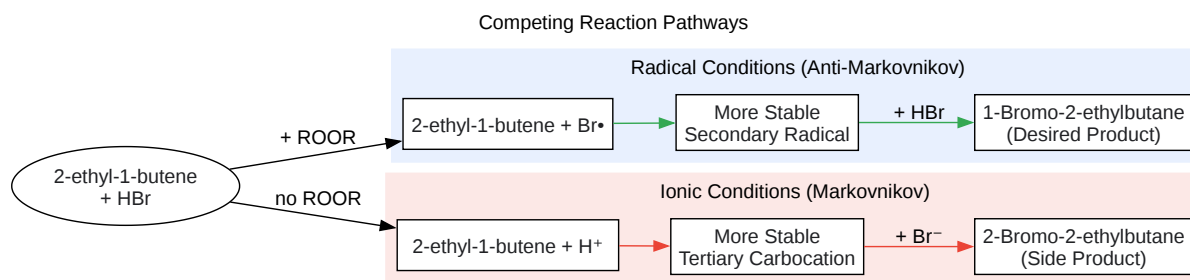 Competing Reaction Pathways
Radical Conditions (Anti-Markovnikov)
2-ethyl-1-butene + Br•
More Stable
Secondary Radical
+ HBr
1-Bromo-2-ethylbutane
(Desired Product)
+ ROOR
2-ethyl-1-butene
+ HBr
no ROOR
Ionic Conditions (Markovnikov)
2-ethyl-1-butene + H⁺
More Stable
Tertiary Carbocation
+ Br⁻
2-Bromo-2-ethylbutane
(Side Product)